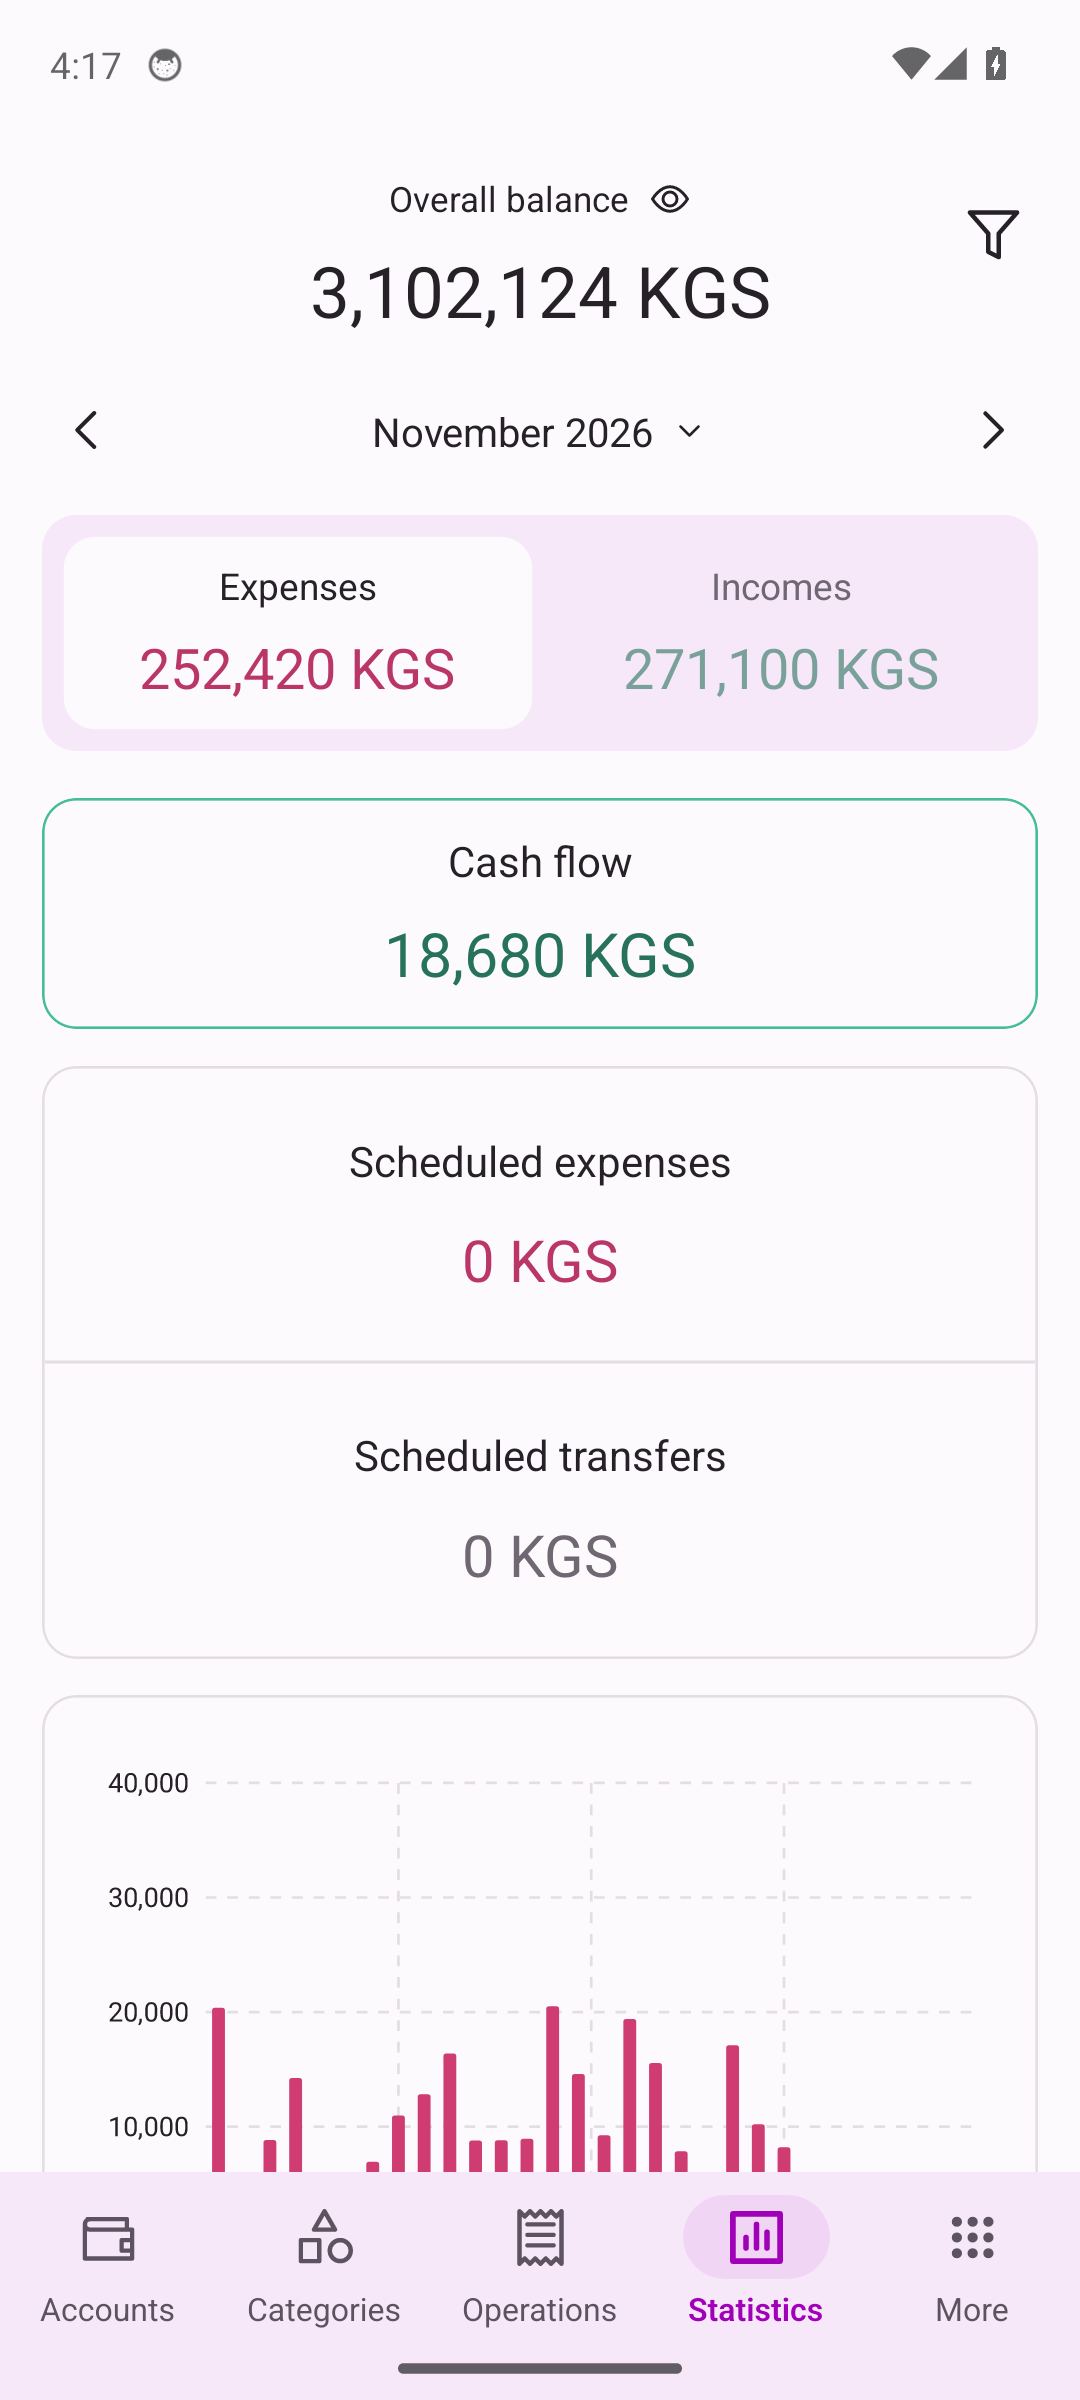 4:17
Overall balance
3,102,124 KGS
November 2026
Expenses
252,420 KGS
Incomes
271,100 KGS
Cash flow
18,680 KGS
Scheduled expenses
0 KGS
Scheduled transfers
0 KGS
40,000
30,000
20,000
10,000
Accounts
Categories
Operations
Statistics
More